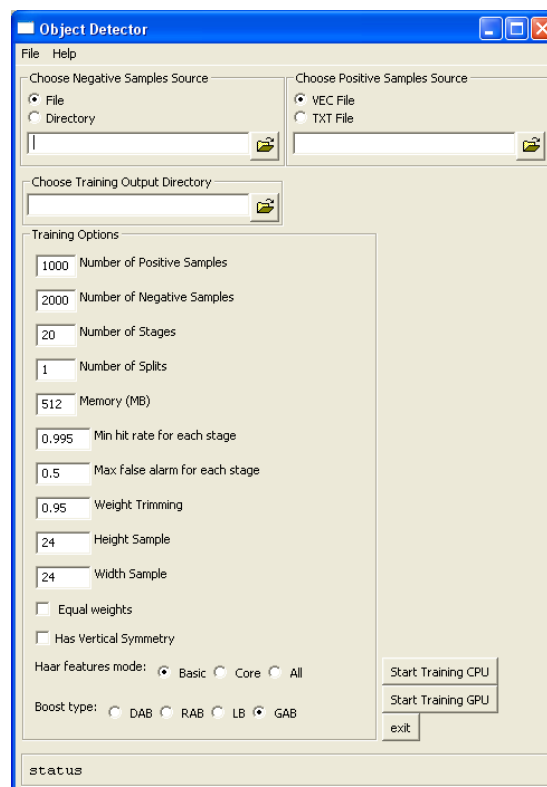 Object Detector
File Help
Choose Negative Samples Source
File
Directory
Choose Positive Samples Source
VEC File
TXT File
Choose Training Output Directory
Training Options
1000 Number of Positive Samples
2000 Number of Negative Samples
20 Number of Stages
1 Number of Splits
512 Memory (MB)
0.995 Min hit rate for each stage
0.5 Max false alarm for each stage
0.95 Weight Trimming
24 Height Sample
24 Width Sample
Equal weights
Has Vertical Symmetry
Haar features mode: Basic Core All
Boost type: DAB RAB LB GAB
Start Training CPU
Start Training GPU
exit
status